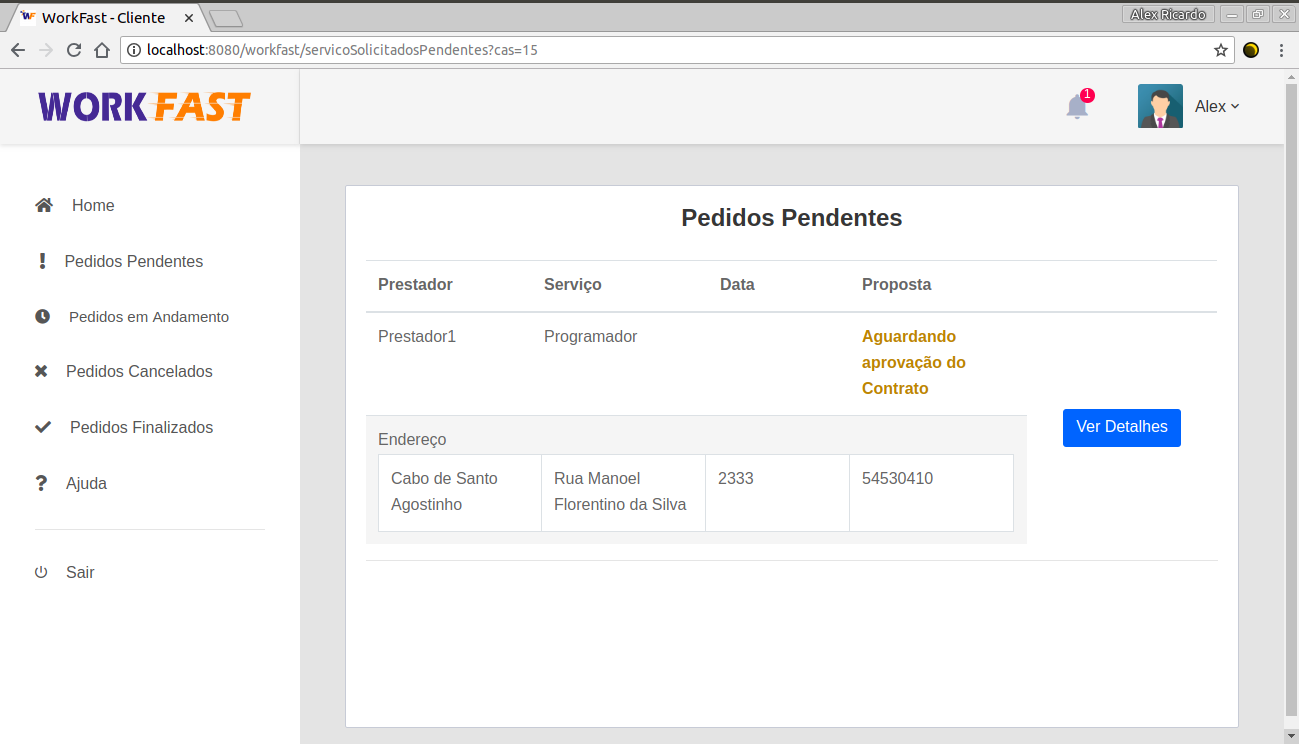 WF WorkFast - Cliente
Alex Ricardo
localhost:8080/workfast/servicoSolicitadosPendentes?cas=15
WORK FAST
1
Alex
Home
Pedidos Pendentes
Pedidos em Andamento
Pedidos Cancelados
Pedidos Finalizados
Ajuda
Sair
Pedidos Pendentes
Prestador Serviço Data Proposta
Prestador1 Programador Aguardando
aprovação do
Contrato
Ver Detalhes
Endereço
Cabo de Santo Rua Manoel 2333 54530410
Agostinho Florentino da Silva